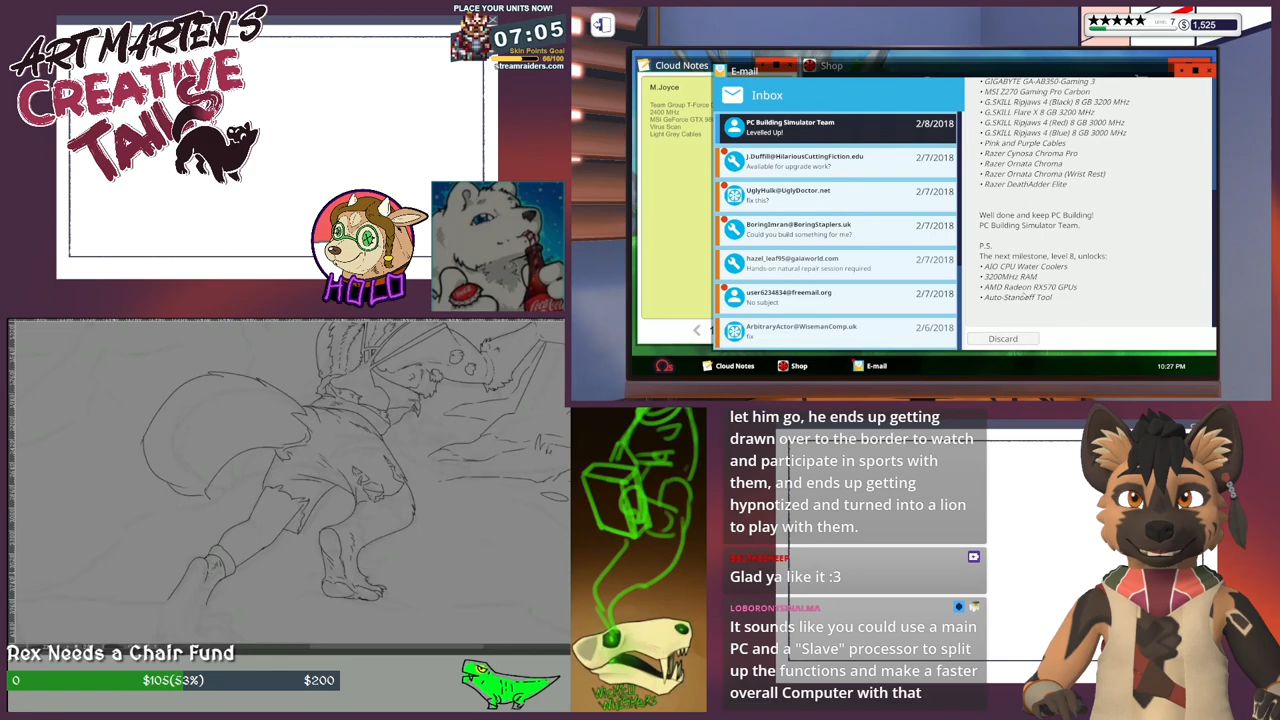 ART MARTEN'S
CREATIVE
TAILS
PLACE YOUR UNITS NOW!
07:05
Skin Points Goal
66/100
streamraiders.com
HOLO
Coca-Cola
LEVEL 7
$ 1,525
Cloud Notes
E-mail
Shop
M.Joyce
Team Group T-Force
2400 MHz
MSI GeForce GTX
Virus Scan
Light Grey Cables
Inbox
PC Building Simulator Team
Levelled Up!
2/8/2018
J.Duffill@HilariousCuttingFiction.edu
Available for upgrade work?
2/7/2018
UglyHulk@UglyDoctor.net
fix this?
2/7/2018
BoringImran@BoringStaplers.uk
Could you build something for me?
2/7/2018
hazel_leaf95@gaiaworld.com
Hands-on natural repair session required
2/7/2018
user6234834@freemail.org
No subject
2/7/2018
ArbitraryActor@WisemanComp.uk
fix
2/6/2018
• GIGABYTE GA-AB350-Gaming 3
• MSI Z270 Gaming Pro Carbon
• G.SKILL Ripjaws 4 (Black) 8 GB 3200 MHz
• G.SKILL Flare X 8 GB 3200 MHz
• G.SKILL Ripjaws 4 (Red) 8 GB 3000 MHz
• G.SKILL Ripjaws 4 (Blue) 8 GB 3000 MHz
• Pink and Purple Cables
• Razer Cynosa Chroma Pro
• Razer Ornata Chroma
• Razer Ornata Chroma (Wrist Rest)
• Razer DeathAdder Elite
Well done and keep PC Building!
PC Building Simulator Team.
P.S.
The next milestone, level 8, unlocks:
• AIO CPU Water Coolers
• 3200MHz RAM
• AMD Radeon RX570 GPUs
• Auto-Standoff Tool
Discard
Cloud Notes
Shop
E-mail
10:27 PM
let him go, he ends up getting
drawn over to the border to watch
and participate in sports with
them, and ends up getting
hypnotized and turned into a lion
to play with them.
Glad ya like it :3
It sounds like you could use a main
PC and a "Slave" processor to split
up the functions and make a faster
overall Computer with that
Rex Needs a Chair Fund
0
$105(53%)
$200
WICKED